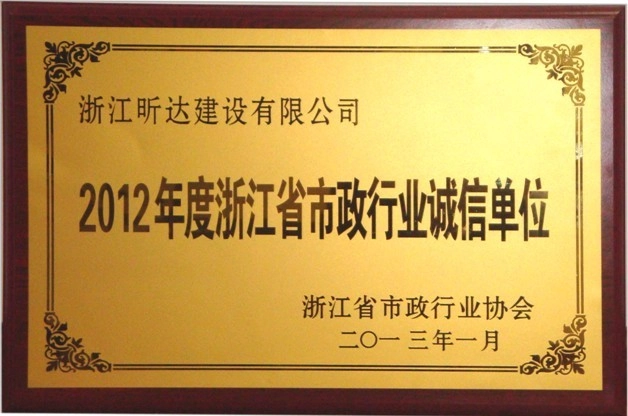 浙江昕达建设有限公司
2012年度浙江省市政行业诚信单位
浙江省市政行业协会
二〇一三年一月